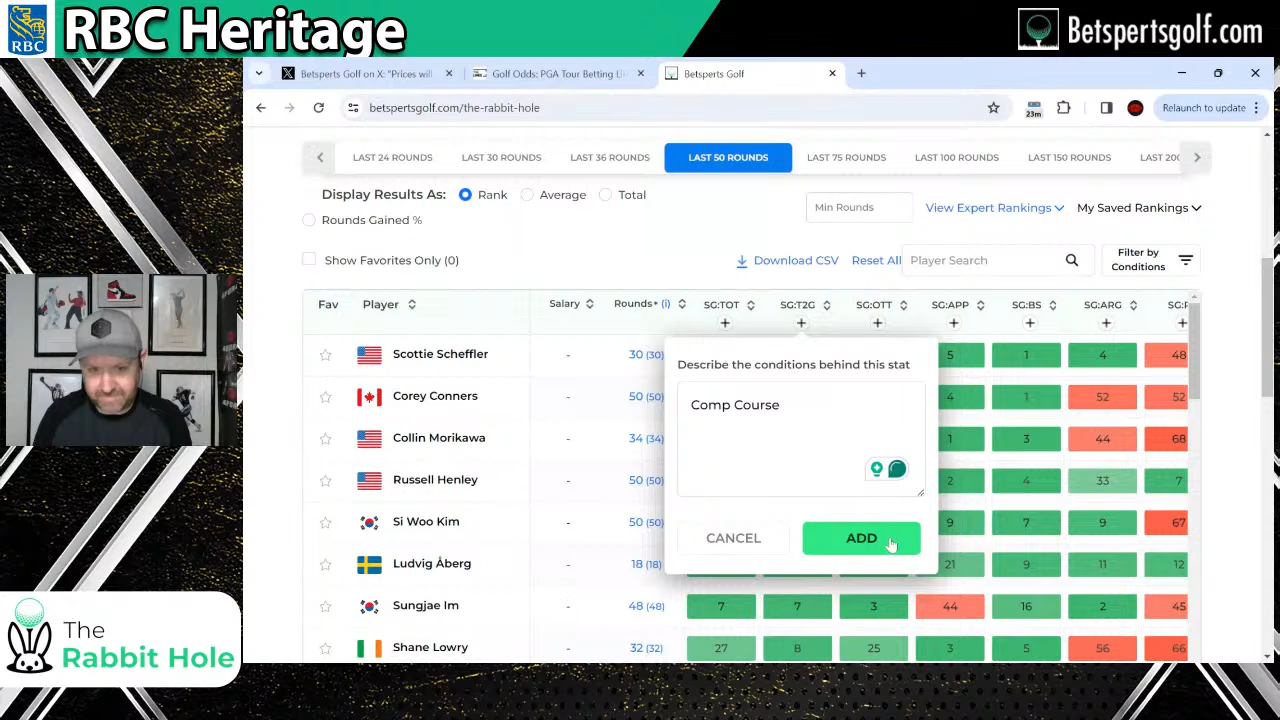 RBC
RBC Heritage
Betspertsgolf.com
Betsperts Golf on X: "Prices will
Golf Odds: PGA Tour Betting Li
Betsperts Golf
betspertsgolf.com/the-rabbit-hole
23m
Relaunch to update
LAST 24 ROUNDS
LAST 30 ROUNDS
LAST 36 ROUNDS
LAST 50 ROUNDS
LAST 75 ROUNDS
LAST 100 ROUNDS
LAST 150 ROUNDS
LAST 200
Display Results As: Rank Average Total
Rounds Gained %
Min Rounds
View Expert Rankings
My Saved Rankings
Show Favorites Only (0)
Download CSV
Reset All
Player Search
Filter by
Conditions
Fav Player Salary Rounds* (i) SG:TOT SG:T2G SG:OTT SG:APP SG:BS SG:ARG SG:P
+ + + + + + +
Scottie Scheffler - 30 (30) 5 1 4 48
Corey Conners - 50 (50) 4 1 52 52
Collin Morikawa - 34 (34) 1 3 44 68
Russell Henley - 50 (50) 2 4 33 7
Si Woo Kim - 50 (50) 9 7 9 67
Ludvig Åberg - 18 (18) 21 9 11 12
Sungjae Im - 48 (48) 7 7 3 44 16 2 45
Shane Lowry - 32 (32) 27 8 25 3 5 56 66
Describe the conditions behind this stat
Comp Course
CANCEL
ADD
The
Rabbit Hole